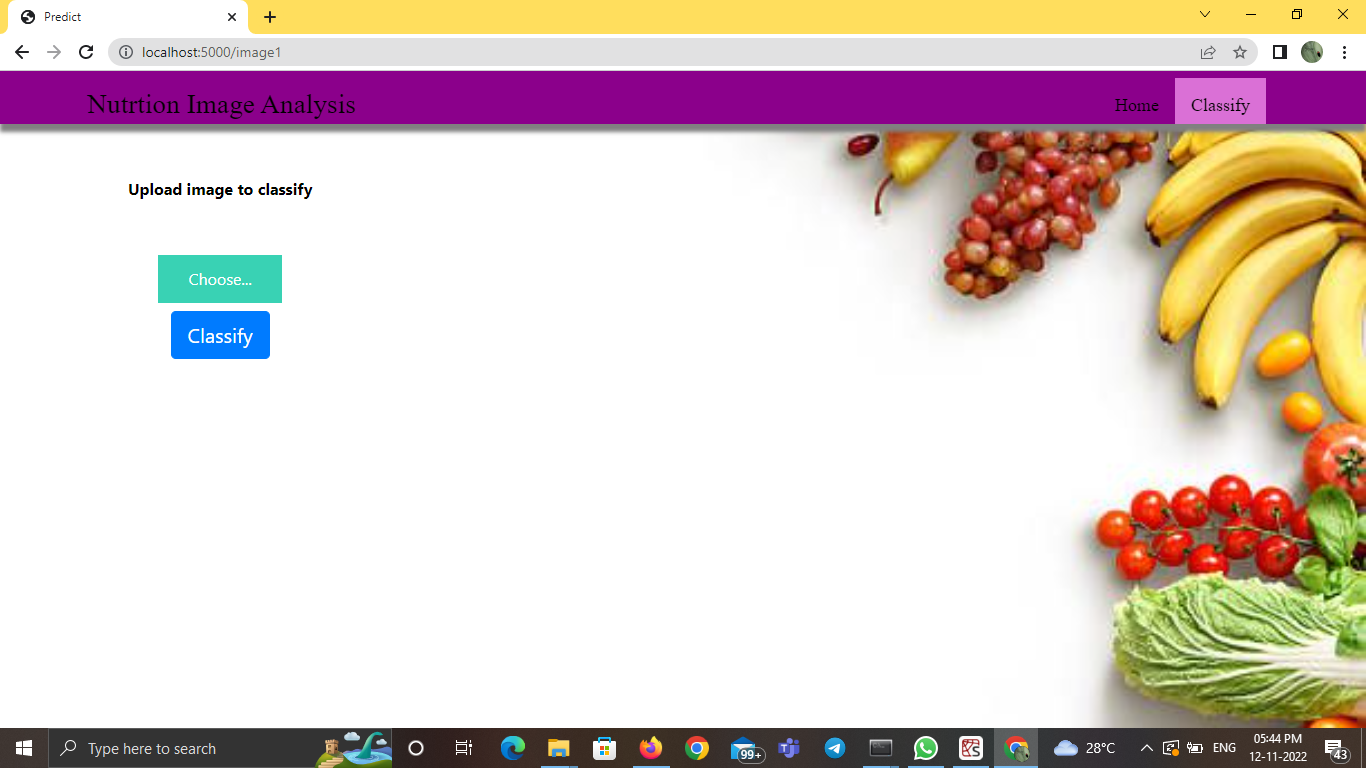 Predict
localhost:5000/image1
Nutrtion Image Analysis
Home
Classify
Upload image to classify
Choose...
Classify
Type here to search
99+
28°C
ENG
05:44 PM
12-11-2022
43